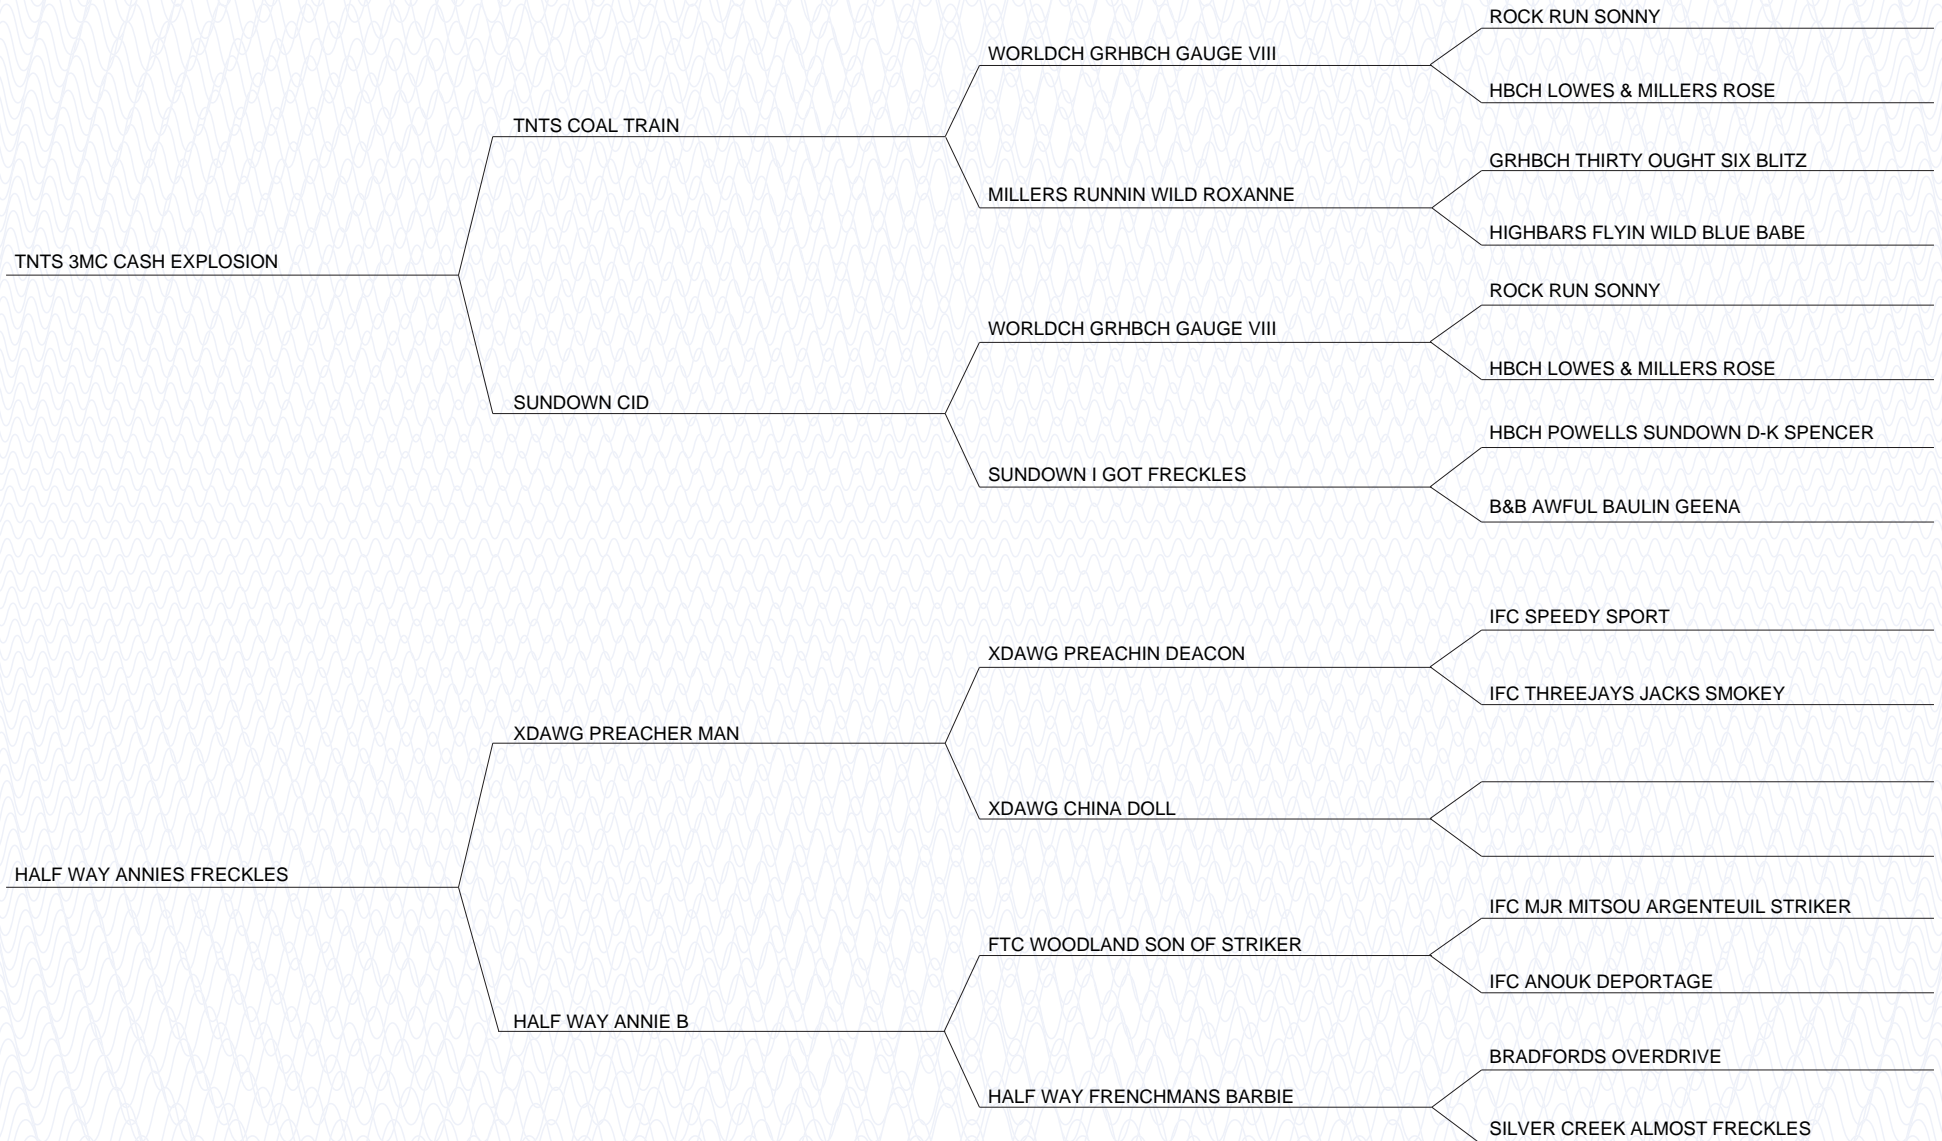 ROCK RUN SONNY
WORLDCH GRHBCH GAUGE VIII
HBCH LOWES & MILLERS ROSE
TNTS COAL TRAIN
GRHBCH THIRTY OUGHT SIX BLITZ
MILLERS RUNNIN WILD ROXANNE
HIGHBARS FLYIN WILD BLUE BABE
TNTS 3MC CASH EXPLOSION
ROCK RUN SONNY
WORLDCH GRHBCH GAUGE VIII
HBCH LOWES & MILLERS ROSE
SUNDOWN CID
HBCH POWELLS SUNDOWN D-K SPENCER
SUNDOWN I GOT FRECKLES
B&B AWFUL BAULIN GEENA
IFC SPEEDY SPORT
XDAWG PREACHIN DEACON
IFC THREEJAYS JACKS SMOKEY
XDAWG PREACHER MAN
XDAWG CHINA DOLL
HALF WAY ANNIES FRECKLES
IFC MJR MITSOU ARGENTEUIL STRIKER
FTC WOODLAND SON OF STRIKER
IFC ANOUK DEPORTAGE
HALF WAY ANNIE B
BRADFORDS OVERDRIVE
HALF WAY FRENCHMANS BARBIE
SILVER CREEK ALMOST FRECKLES